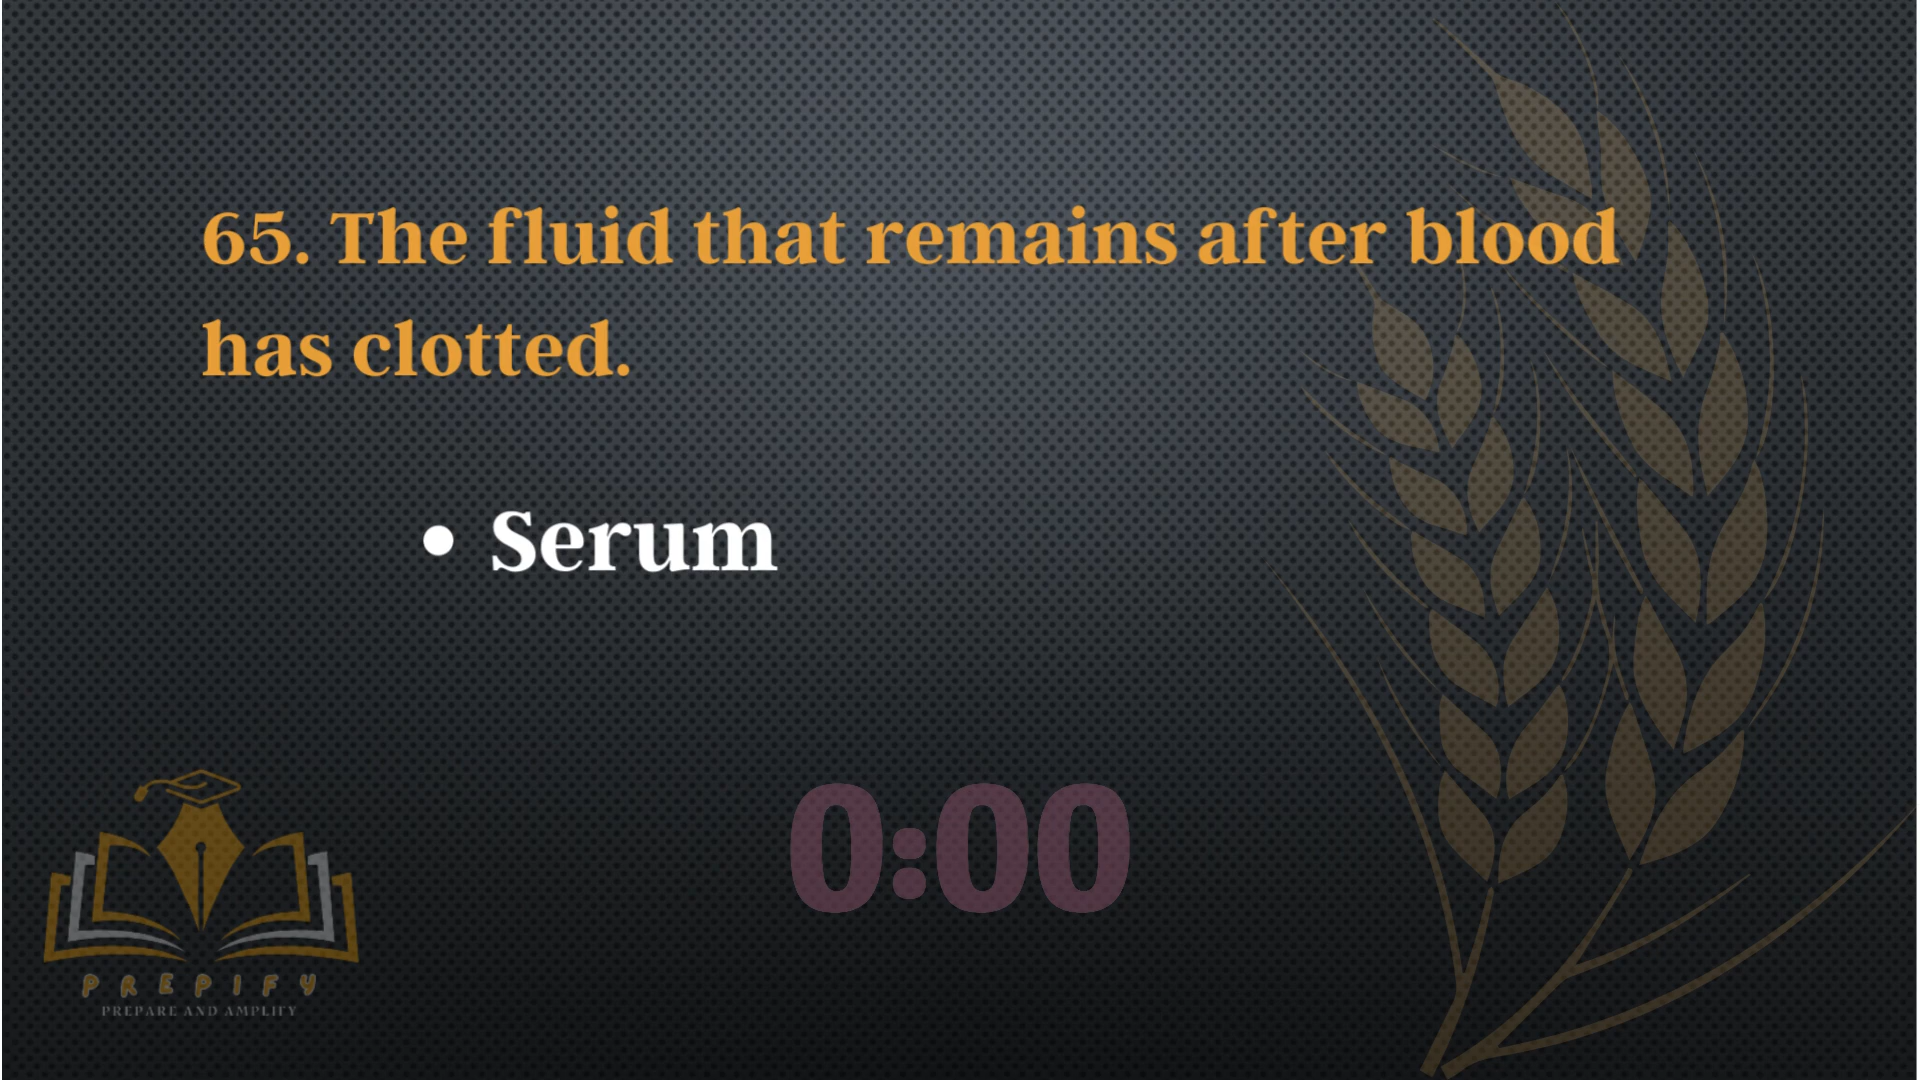 65. The fluid that remains after blood
has clotted.
• Serum
0:00
PREPIFY
PREPARE AND AMPLIFY